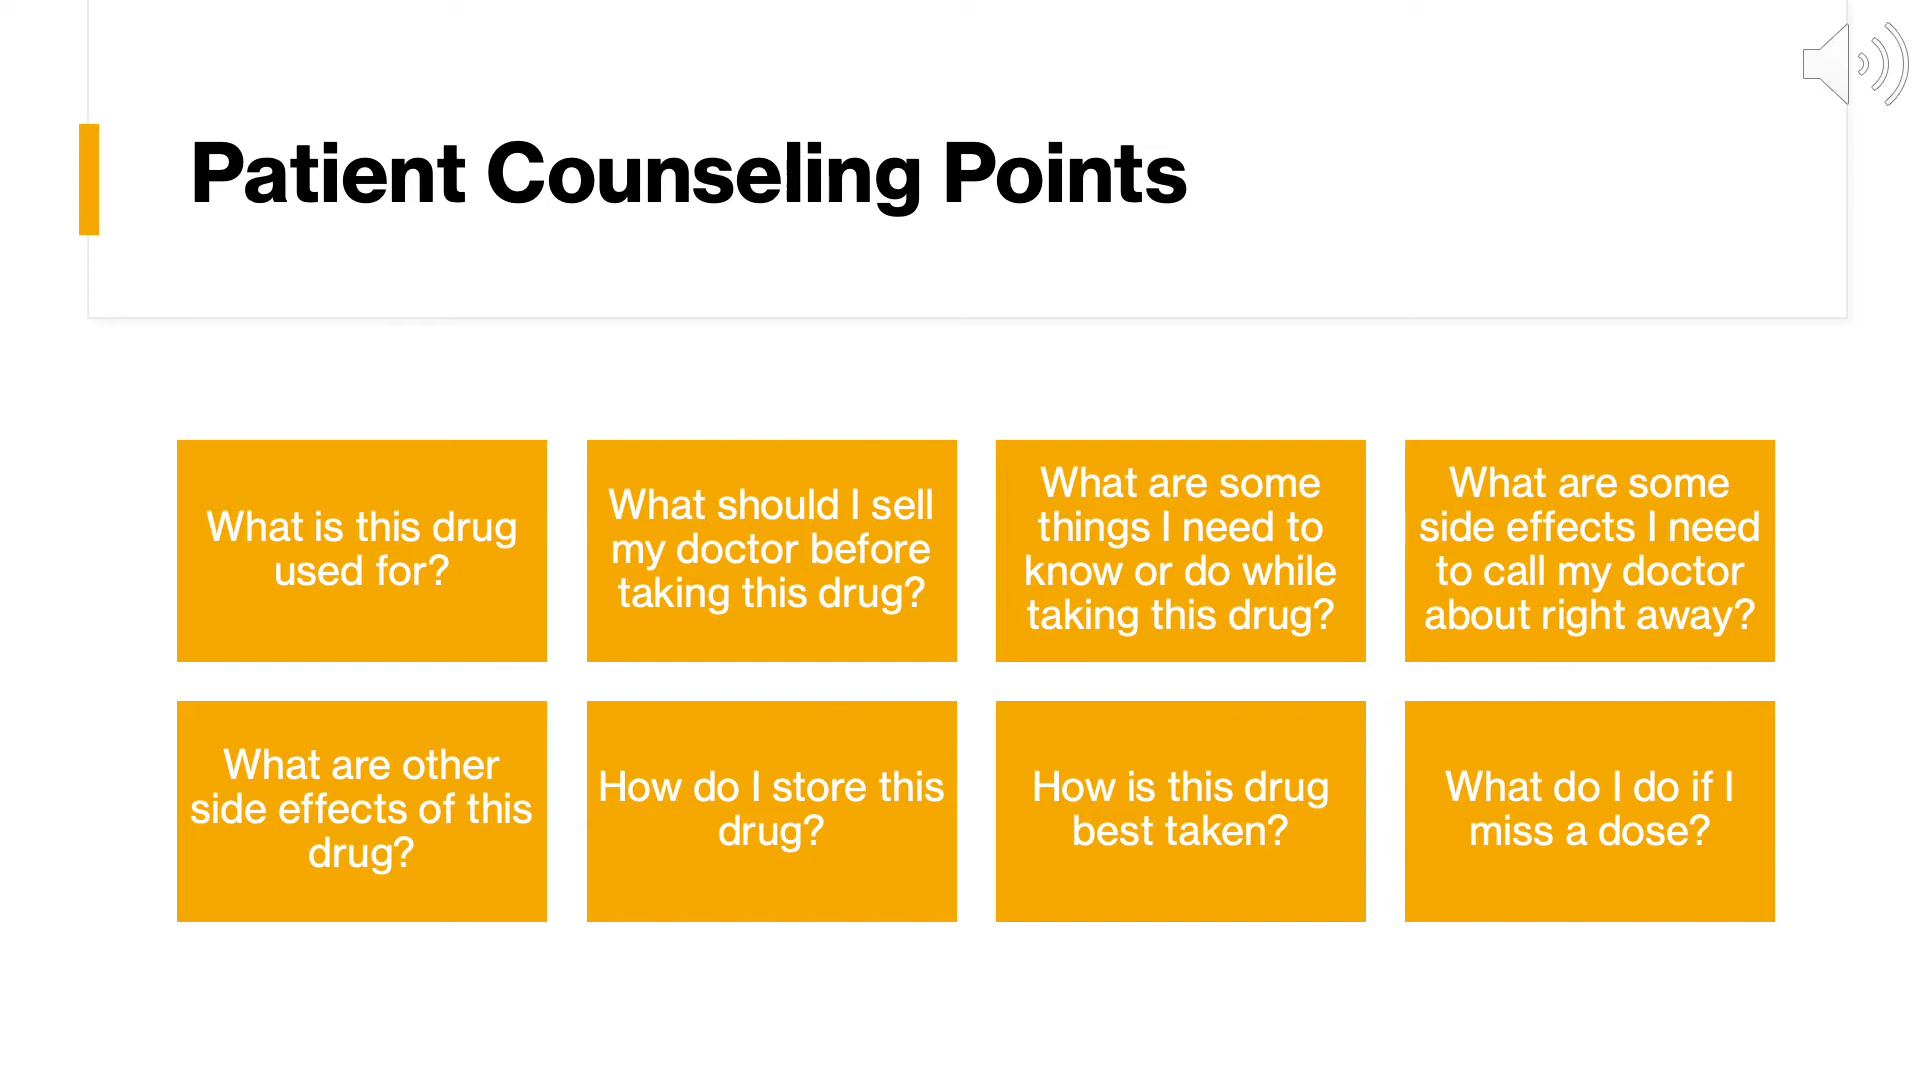 Patient Counseling Points
What is this drug
used for?
What should I sell
my doctor before
taking this drug?
What are some
things I need to
know or do while
taking this drug?
What are some
side effects I need
to call my doctor
about right away?
What are other
side effects of this
drug?
How do I store this
drug?
How is this drug
best taken?
What do I do if I
miss a dose?